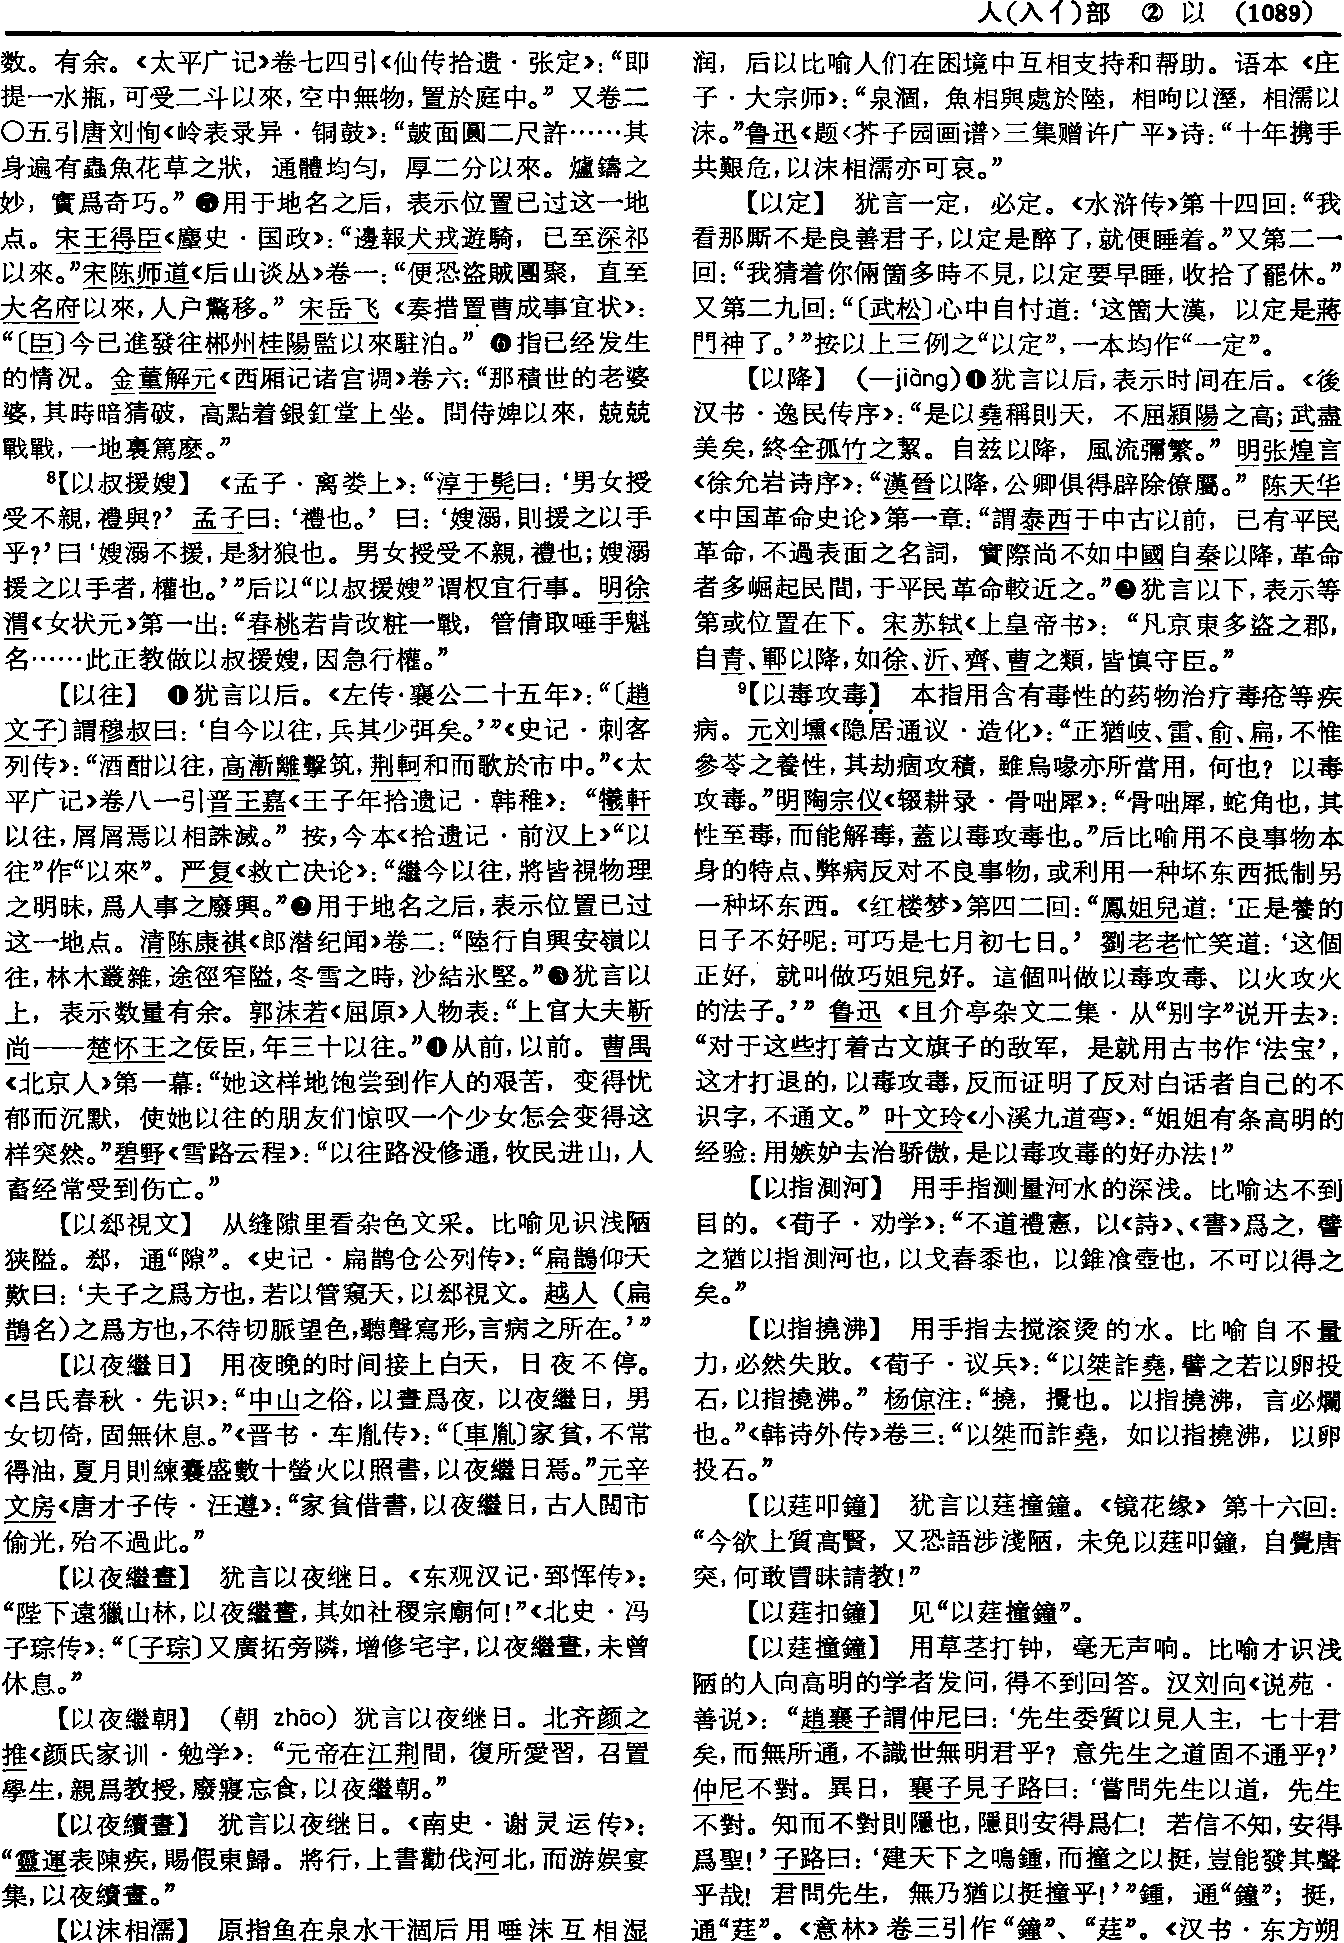 人(入亻)部　② 以　(1089)
数。有余。《太平广记》卷七四引《仙传拾遗·张定》：“即
提一水瓶，可受二斗以來，空中無物，置於庭中。”又卷二
〇五引唐刘恂《岭表录异·铜鼓》：“皷面圓二尺許……其
身遍有蟲魚花草之狀，通體均匀，厚二分以來。爐鑄之
妙，實爲奇巧。”❺用于地名之后，表示位置已过这一地
点。宋王得臣《麈史·国政》：“邊報犬戎遊騎，已至深祁
以來。”宋陈师道《后山谈丛》卷一：“便恐盜賊團聚，直至
大名府以來，人户驚移。”宋岳飞《奏措置曹成事宜状》：
“〔臣〕今已進發往郴州桂陽監以來駐泊。”❻指已经发生
的情况。金董解元《西厢记诸宫调》卷六：“那積世的老婆
婆，其時暗猜破，高點着銀釭堂上坐。問侍婢以來，兢兢
戰戰，一地裏篤麽。”
⁸【以叔援嫂】　《孟子·离娄上》：“淳于髡曰：‘男女授
受不親，禮與？’孟子曰：‘禮也。’曰：‘嫂溺，則援之以手
乎？’曰‘嫂溺不援，是豺狼也。男女授受不親，禮也；嫂溺
援之以手者，權也。’”后以“以叔援嫂”谓权宜行事。明徐
渭《女状元》第一出：“春桃若肯改粧一戰，管倩取唾手魁
名……此正教做以叔援嫂，因急行權。”
【以往】　❶犹言以后。《左传·襄公二十五年》：“〔趙
文子〕謂穆叔曰：‘自今以往，兵其少弭矣。’”《史记·刺客
列传》：“酒酣以往，高漸離擊筑，荆軻和而歌於市中。”《太
平广记》卷八一引晋王嘉《王子年拾遗记·韩稚》：“犧軒
以往，屑屑焉以相誅滅。”按，今本《拾遗记·前汉上》“以
往”作“以來”。严复《救亡决论》：“繼今以往，將皆視物理
之明昧，爲人事之廢興。”❷用于地名之后，表示位置已过
这一地点。清陈康祺《郎潜纪闻》卷二：“陸行自興安嶺以
往，林木叢雜，途徑窄隘，冬雪之時，沙結氷堅。”❸犹言以
上，表示数量有余。郭沫若《屈原》人物表：“上官大夫靳
尚——楚怀王之佞臣，年三十以往。”❹从前，以前。曹禺
《北京人》第一幕：“她这样地饱尝到作人的艰苦，变得忧
郁而沉默，使她以往的朋友们惊叹一个少女怎会变得这
样突然。”碧野《雪路云程》：“以往路没修通，牧民进山，人
畜经常受到伤亡。”
【以郄視文】　从缝隙里看杂色文采。比喻见识浅陋
狭隘。郄，通“隙”。《史记·扁鹊仓公列传》：“扁鵲仰天
歎曰：‘夫子之爲方也，若以管窺天，以郄視文。越人（扁
鵲名）之爲方也，不待切脈望色，聽聲寫形，言病之所在。’”
【以夜繼日】　用夜晚的时间接上白天，日夜不停。
《吕氏春秋·先识》：“中山之俗，以晝爲夜，以夜繼日，男
女切倚，固無休息。”《晋书·车胤传》：“〔車胤〕家貧，不常
得油，夏月則練囊盛數十螢火以照書，以夜繼日焉。”元辛
文房《唐才子传·汪遵》：“家貧借書，以夜繼日，古人閲市
偷光，殆不過此。”
【以夜繼晝】　犹言以夜继日。《东观汉记·郅恽传》：
“陛下遠獵山林，以夜繼晝，其如社稷宗廟何！”《北史·冯
子琮传》：“〔子琮〕又廣拓旁隣，增修宅宇，以夜繼晝，未曾
休息。”
【以夜繼朝】　（朝 zhāo）犹言以夜继日。北齐颜之
推《颜氏家训·勉学》：“元帝在江荆間，復所愛習，召置
學生，親爲教授，廢寢忘食，以夜繼朝。”
【以夜續晝】　犹言以夜继日。《南史·谢灵运传》：
“靈運表陳疾，賜假東歸。將行，上書勸伐河北，而游娱宴
集，以夜續晝。”
【以沫相濡】　原指鱼在泉水干涸后用唾沫互相湿
润，后以比喻人们在困境中互相支持和帮助。语本《庄
子·大宗师》：“泉涸，魚相與處於陸，相呴以溼，相濡以
沫。”鲁迅《题〈芥子园画谱〉三集赠许广平》诗：“十年携手
共艱危，以沫相濡亦可哀。”
【以定】　犹言一定，必定。《水浒传》第十四回：“我
看那厮不是良善君子，以定是醉了，就便睡着。”又第二一
回：“我猜着你倆箇多時不見，以定要早睡，收拾了罷休。”
又第二九回：“〔武松〕心中自忖道：‘这箇大漢，以定是蔣
門神了。’”按以上三例之“以定”，一本均作“一定”。
【以降】　（—jiàng）❶犹言以后，表示时间在后。《後
汉书·逸民传序》：“是以堯稱則天，不屈潁陽之高；武盡
美矣，終全孤竹之絜。自兹以降，風流彌繁。”明张煌言
《徐允岩诗序》：“漢晉以降，公卿俱得辟除僚屬。”陈天华
《中国革命史论》第一章：“謂泰西于中古以前，已有平民
革命，不過表面之名詞，實際尚不如中國自秦以降，革命
者多崛起民間，于平民革命較近之。”❷犹言以下，表示等
第或位置在下。宋苏轼《上皇帝书》：“凡京東多盜之郡，
自青、鄆以降，如徐、沂、齊、曹之類，皆慎守臣。”
⁹【以毒攻毒】　本指用含有毒性的药物治疗毒疮等疾
病。元刘壎《隐居通议·造化》：“正猶岐、雷、俞、扁，不惟
參苓之養性，其劫痼攻積，雖烏喙亦所當用，何也？以毒
攻毒。”明陶宗仪《辍耕录·骨咄犀》：“骨咄犀，蛇角也，其
性至毒，而能解毒，蓋以毒攻毒也。”后比喻用不良事物本
身的特点、弊病反对不良事物，或利用一种坏东西抵制另
一种坏东西。《红楼梦》第四二回：“鳳姐兒道：‘正是養的
日子不好呢：可巧是七月初七日。’劉老老忙笑道：‘这個
正好，就叫做巧姐兒好。這個叫做以毒攻毒、以火攻火
的法子。’”鲁迅《且介亭杂文二集·从“别字”说开去》：
“对于这些打着古文旗子的敌军，是就用古书作‘法宝’，
这才打退的，以毒攻毒，反而证明了反对白话者自己的不
识字，不通文。”叶文玲《小溪九道弯》：“姐姐有条高明的
经验：用嫉妒去治骄傲，是以毒攻毒的好办法！”
【以指測河】　用手指测量河水的深浅。比喻达不到
目的。《荀子·劝学》：“不道禮憲，以《詩》、《書》爲之，譬
之猶以指測河也，以戈舂黍也，以錐飡壺也，不可以得之
矣。”
【以指撓沸】　用手指去搅滚烫的水。比喻自不量
力，必然失败。《荀子·议兵》：“以桀詐堯，譬之若以卵投
石，以指撓沸。”杨倞注：“撓，攪也。以指撓沸，言必爛
也。”《韩诗外传》卷三：“以桀而詐堯，如以指撓沸，以卵
投石。”
【以莛叩鐘】　犹言以莛撞鐘。《镜花缘》第十六回：
“今欲上質高賢，又恐語涉淺陋，未免以莛叩鐘，自覺唐
突，何敢冒昧請教！”
【以莛扣鐘】　见“以莛撞鐘”。
【以莛撞鐘】　用草茎打钟，毫无声响。比喻才识浅
陋的人向高明的学者发问，得不到回答。汉刘向《说苑·
善说》：“趙襄子謂仲尼曰：‘先生委質以見人主，七十君
矣，而無所通，不識世無明君乎？意先生之道固不通乎？’
仲尼不對。異日，襄子見子路曰：‘嘗問先生以道，先生
不對。知而不對則隱也，隱則安得爲仁！若信不知，安得
爲聖！’子路曰：‘建天下之鳴鍾，而撞之以挺，豈能發其聲
乎哉！君問先生，無乃猶以挺撞乎！’”鍾，通“鐘”；挺，
通“莛”。《意林》卷三引作“鐘”、“莛”。《汉书·东方朔